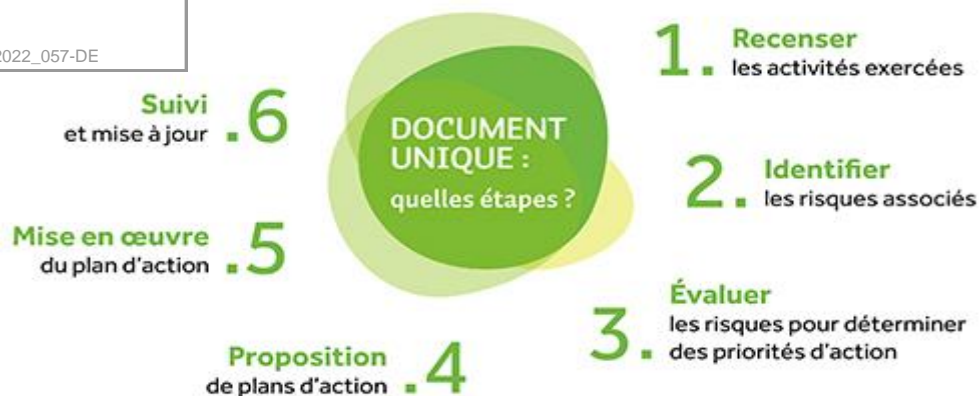 2022_057-DE
DOCUMENT
UNIQUE :
quelles étapes ?
1.
Recenser
les activités exercées
2.
Identifier
les risques associés
3.
Évaluer
les risques pour déterminer
des priorités d'action
Proposition
de plans d'action
.4
Mise en œuvre
du plan d'action
.5
Suivi
et mise à jour
.6